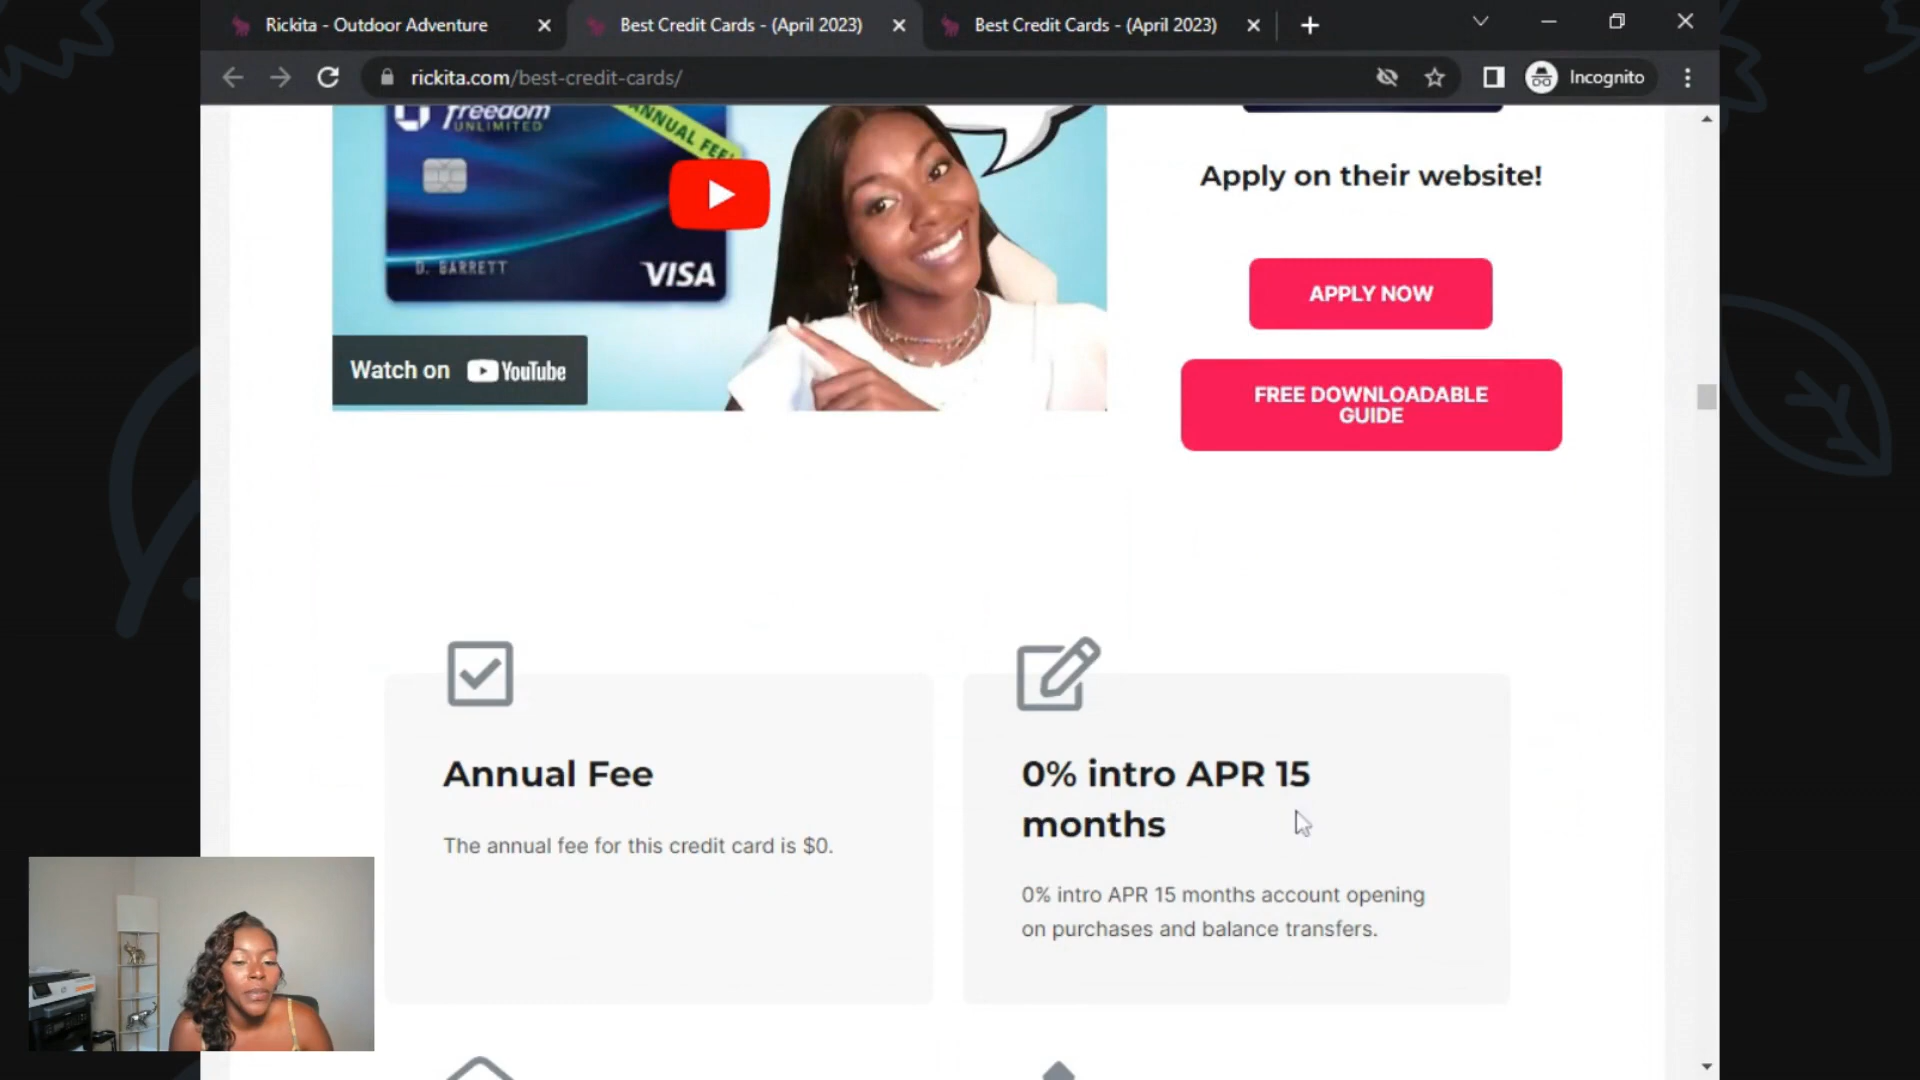 Rickita - Outdoor Adventure
Best Credit Cards - (April 2023)
Best Credit Cards - (April 2023)
rickita.com/best-credit-cards/
Incognito
freedom
UNLIMITED
ANNUAL FEE!
D. BARRETT
VISA
Watch on YouTube
Apply on their website!
APPLY NOW
FREE DOWNLOADABLE
GUIDE
Annual Fee
The annual fee for this credit card is $0.
0% intro APR 15
months
0% intro APR 15 months account opening
on purchases and balance transfers.